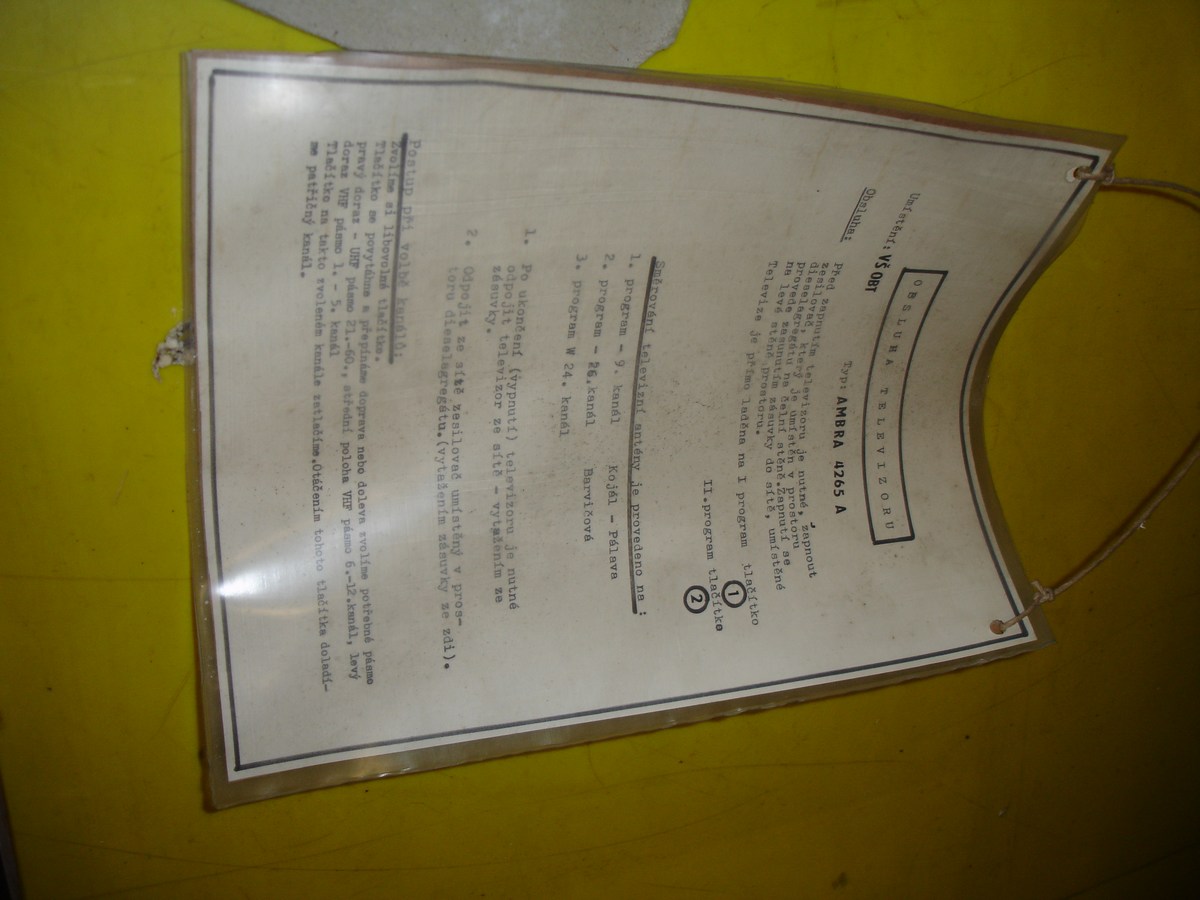 OBSLUHA TELEVIZORU
Umístění: VŠ OBT
Typ: AMBRA 4265 A
Obsluha:
Před zapnutím televizoru je nutné, zapnout
zesilovač, který je umístěn v prostoru
dieselagregátu na čelní stěně. Zapnutí se
provede zasunutím zásuvky do sítě, umístěné
na levé stěně prostoru.
Televize je přímo laděna na I program tlačítko 1
II.program tlačítko 2
Směrování televizní antény je provedeno na :
1. program - 9. kanál Kojál - Pálava
2. program - 26.kanál Barvičová
3. program W 24. kanál
1. Po ukončení (vypnutí) televizoru je nutné
odpojit televizor ze sítě - vytažením ze
zásuvky.
2. Odpojit ze sítě zesilovač umístěný v pros-
toru dieselagregátu.(vytažením zásuvky ze zdi).
Postup při volbě kanálů:
Zvolíme si libovolné tlačítko.
Tlačítko se povytáhne a přepínáme doprava nebo doleva zvolíme potřebné pásmo
pravý doraz - UHF pásmo 21.-60., střední poloha VHF pásmo 6.-12.kanál, levý
doraz VHF pásmo 1. - 5. kanál
Tlačítko na takto zvoleném kanále zatlačíme.Otáčením tohoto tlačítka doladí-
me patřičný kanál.